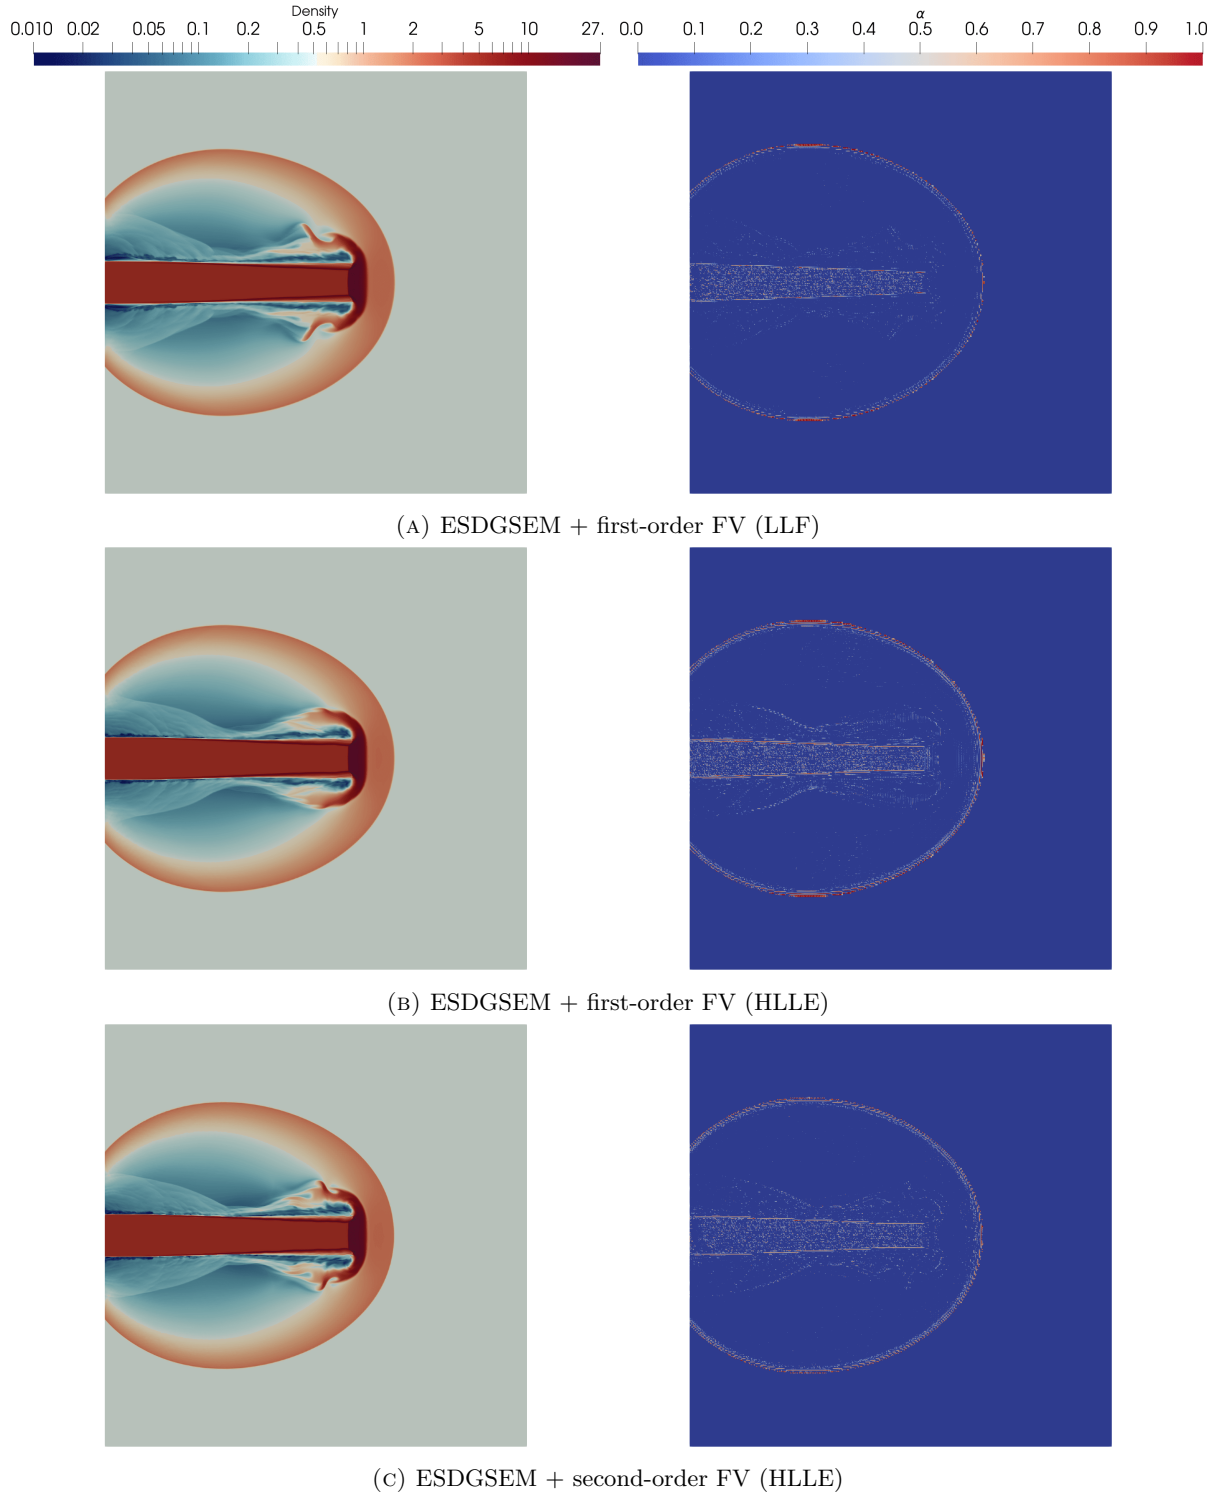 Density
0.010 0.02 0.05 0.1 0.2 0.5 1 2 5 10 27.
α
0.0 0.1 0.2 0.3 0.4 0.5 0.6 0.7 0.8 0.9 1.0
(A) ESDGSEM + first-order FV (LLF)
(B) ESDGSEM + first-order FV (HLLE)
(C) ESDGSEM + second-order FV (HLLE)